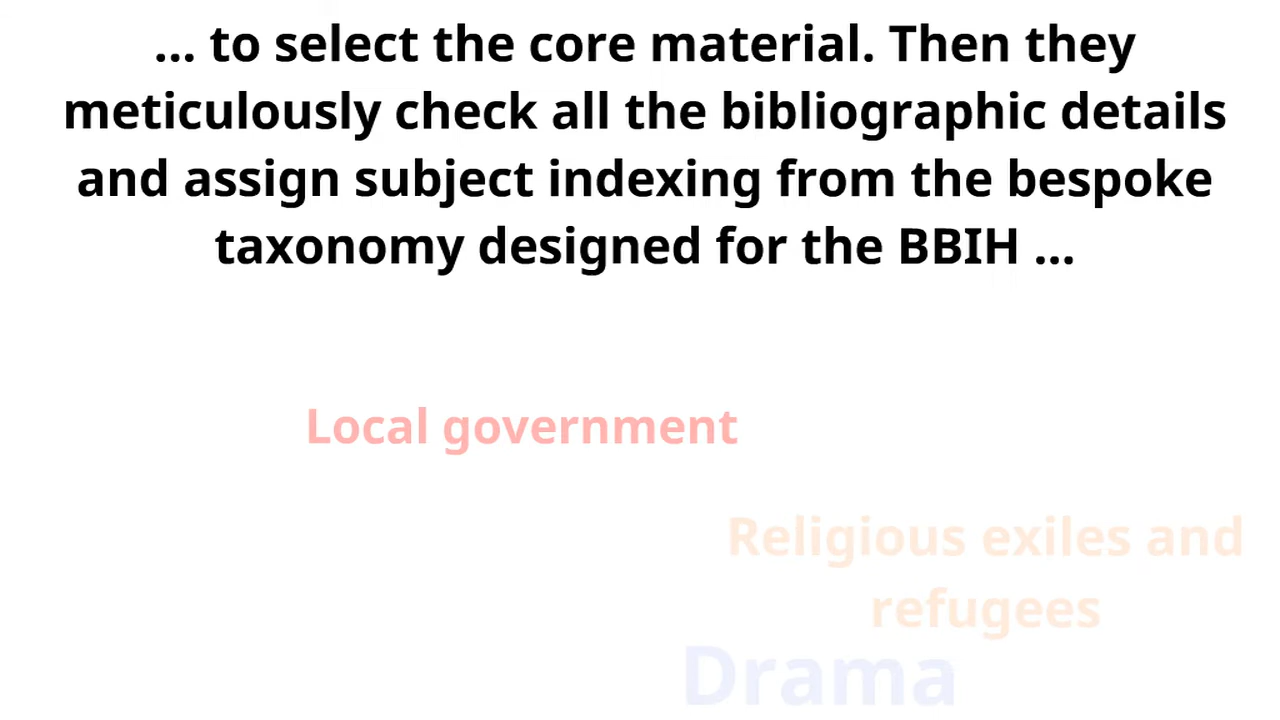 ... to select the core material. Then they
meticulously check all the bibliographic details
and assign subject indexing from the bespoke
taxonomy designed for the BBIH ...
Local government
Religious exiles and
refugees
Drama